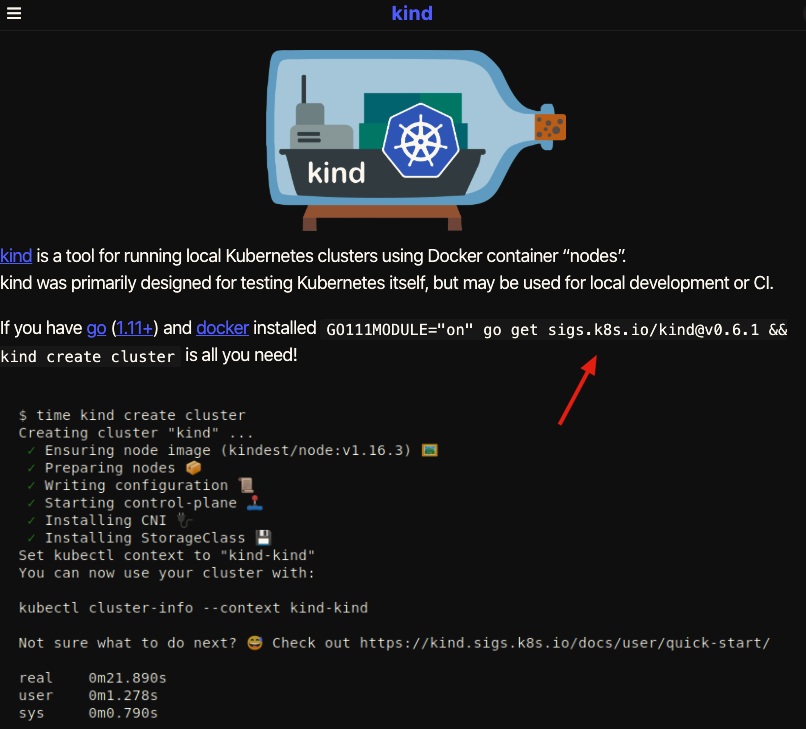 kind
kind
kind is a tool for running local Kubernetes clusters using Docker container “nodes”.
kind was primarily designed for testing Kubernetes itself, but may be used for local development or CI.
If you have go (1.11+) and docker installed GO111MODULE="on" go get sigs.k8s.io/kind@v0.6.1 &&
kind create cluster is all you need!
$ time kind create cluster
Creating cluster "kind" ...
✓ Ensuring node image (kindest/node:v1.16.3) 🖼
✓ Preparing nodes 📦
✓ Writing configuration 📜
✓ Starting control-plane 🕹️
✓ Installing CNI 🔌
✓ Installing StorageClass 💾
Set kubectl context to "kind-kind"
You can now use your cluster with:
kubectl cluster-info --context kind-kind
Not sure what to do next? 😅 Check out https://kind.sigs.k8s.io/docs/user/quick-start/
real 0m21.890s
user 0m1.278s
sys 0m0.790s